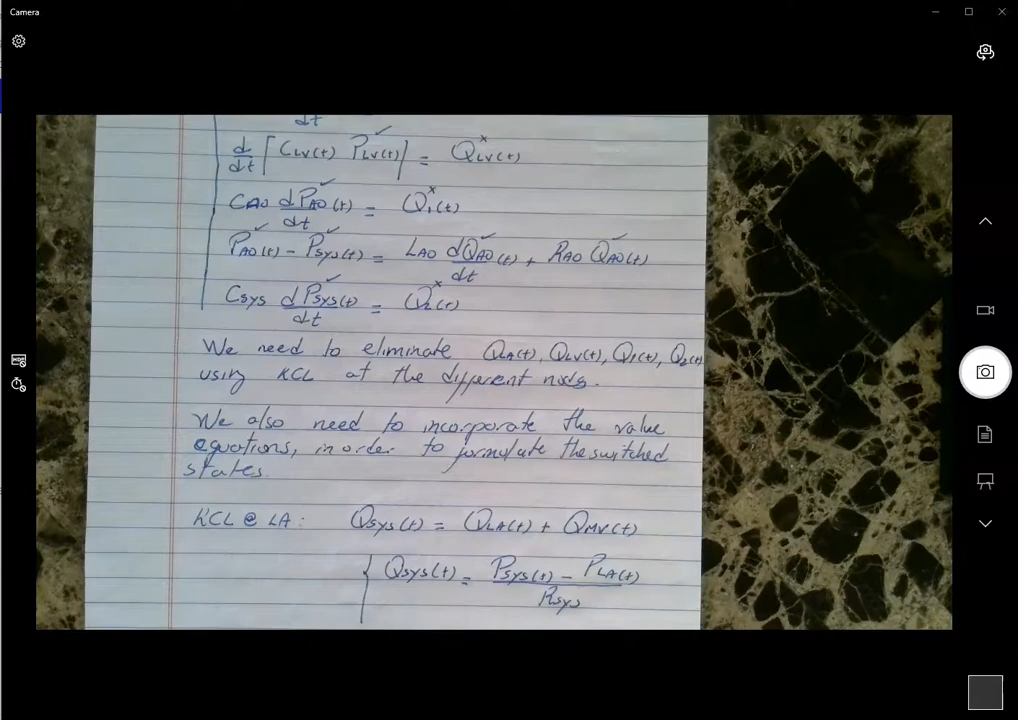 Camera
dt
d/dt [CLV(t) PLV(t)] = QLV(t)
CAO dPAO(t)/dt = Q1(t)
PAO(t) - PSYS(t) = LAO dQAO(t)/dt + RAO QAO(t)
CSYS dPSYS(t)/dt = Q2(t)
We need to eliminate QLA(t), QLV(t), Q1(t), Q2(t)
using KCL at the different nods.
We also need to incorporate the valve
equations, in order to formulate the switched
states.
KCL @ LA: QSYS(t) = QLA(t) + QMV(t)
{ QSYS(t) = PSYS(t) - PLA(t) / RSYS